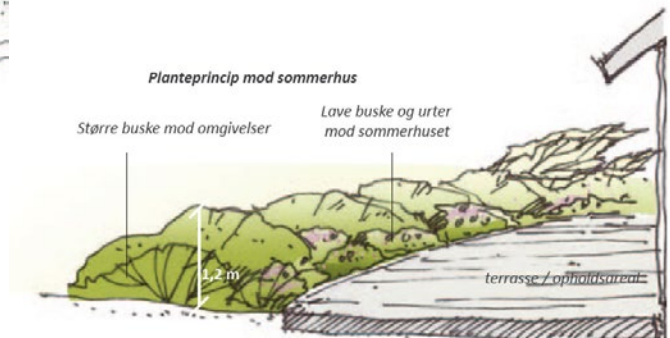 Planteprincip mod sommerhus
Større buske mod omgivelser
Lave buske og urter
mod sommerhuset
1,2 m
terrasse / opholdsareal